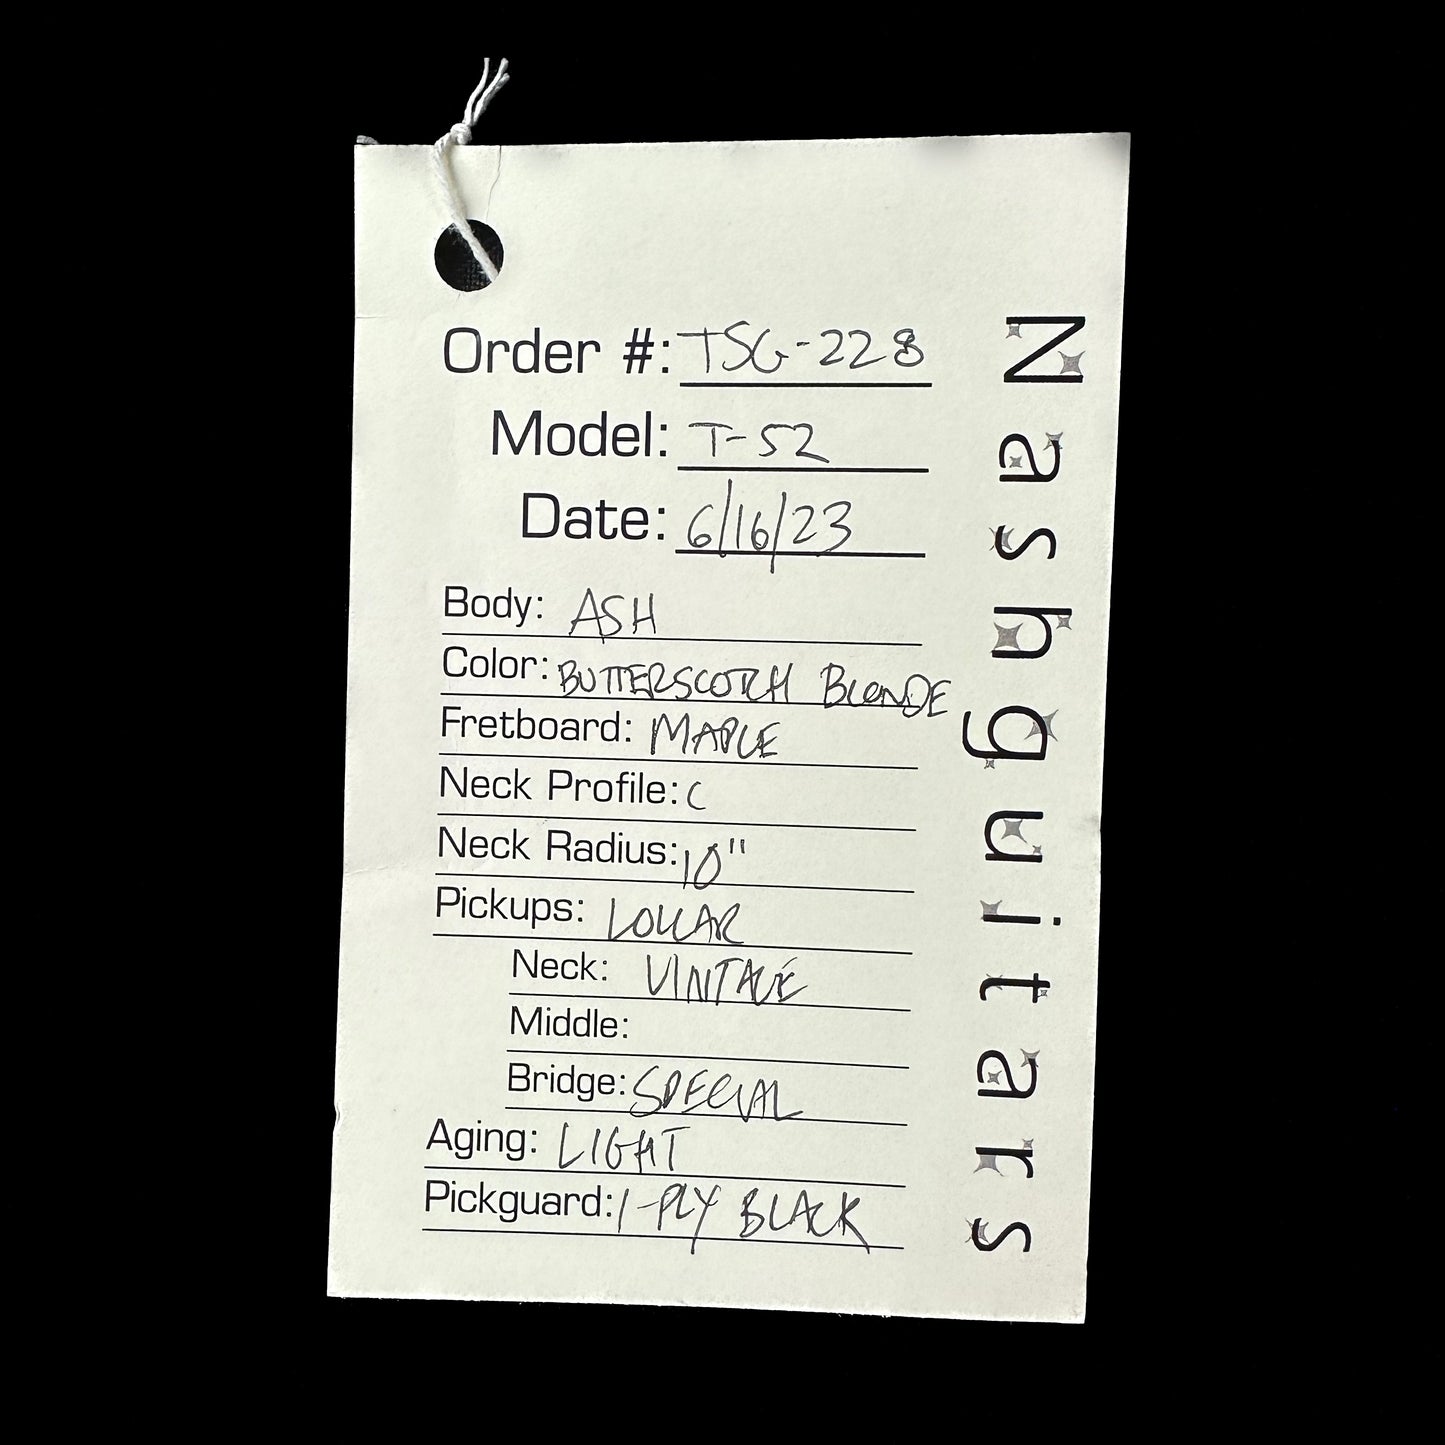 Order #: TSG-228
Model: T-52
Date: 6/16/23
Body: ASH
Color: BUTTERSCOTCH BLONDE
Fretboard: MAPLE
Neck Profile: C
Neck Radius: 10"
Pickups: LOLLAR
Neck: VINTAGE
Middle:
Bridge: SPECIAL
Aging: LIGHT
Pickguard: 1-PLY BLACK
Nashguitars